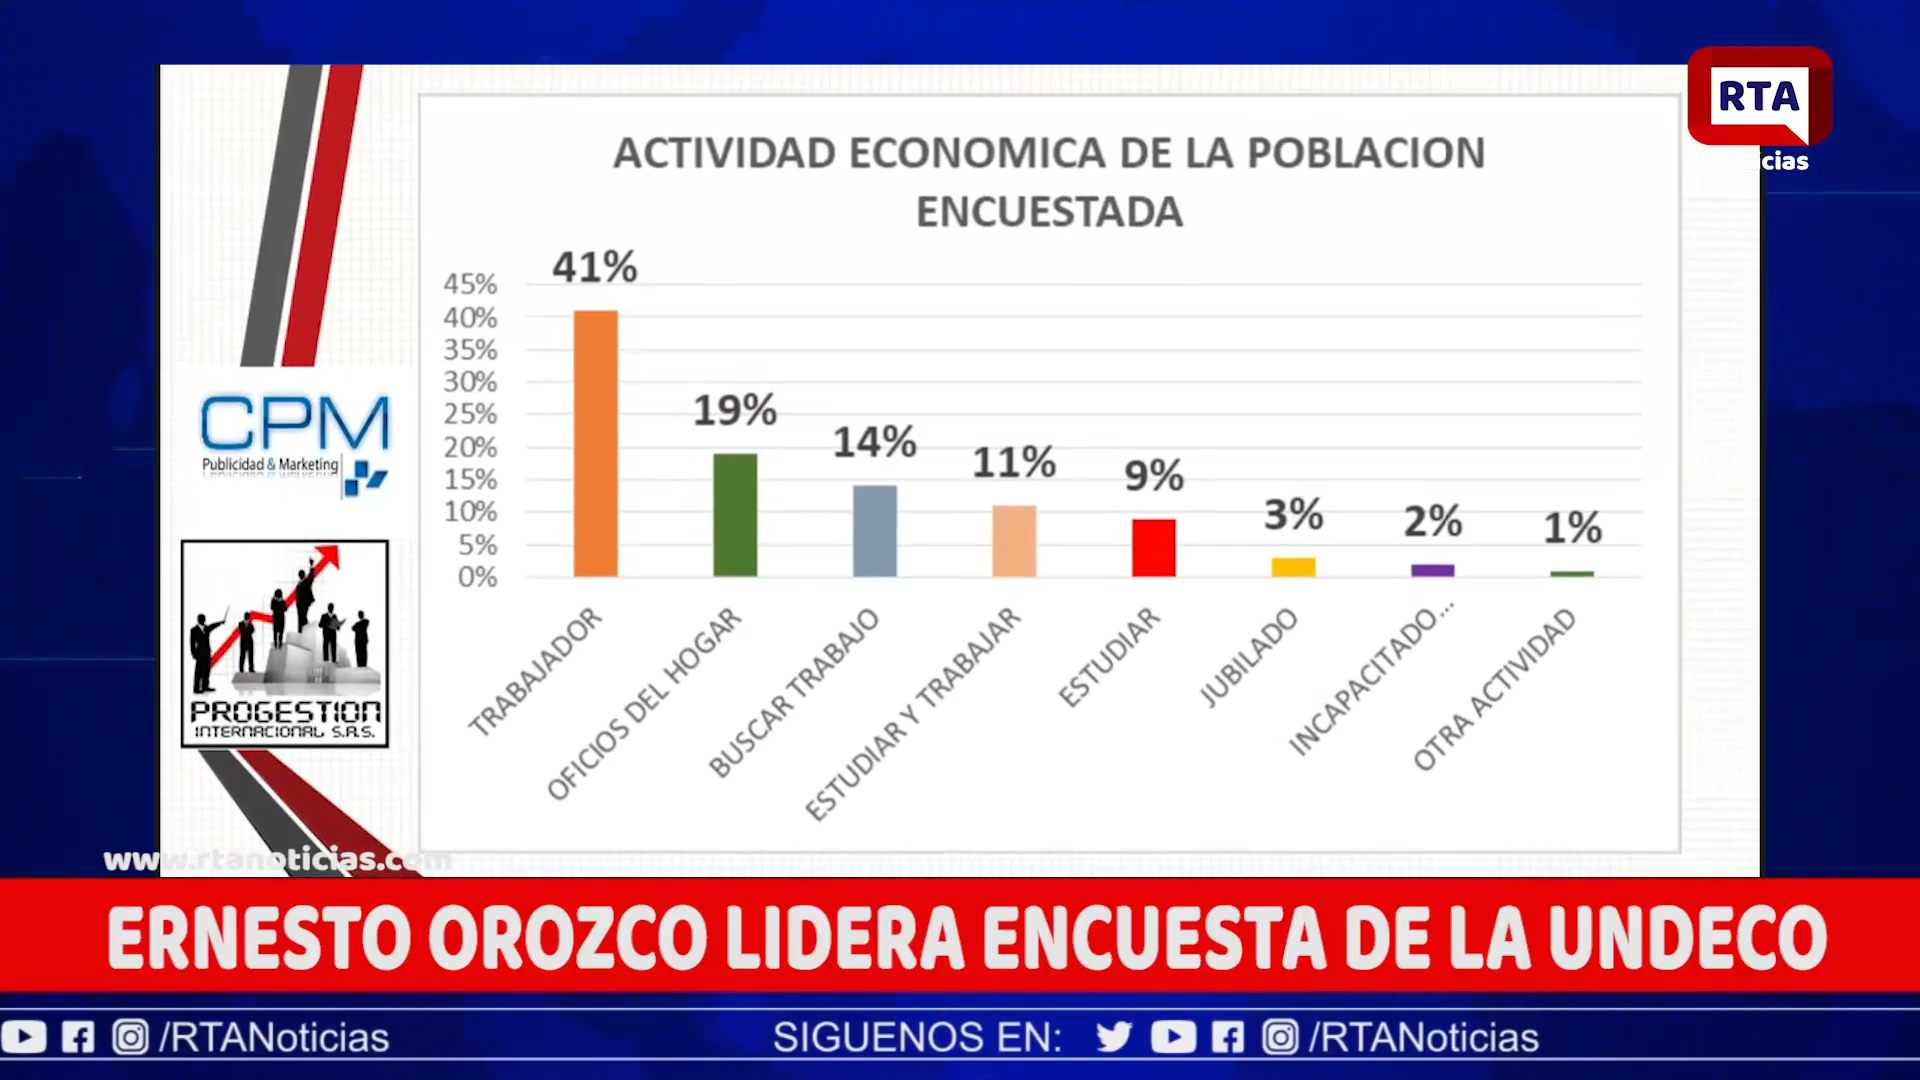 RTA
icias
ACTIVIDAD ECONOMICA DE LA POBLACION
ENCUESTADA
45%
40%
35%
30%
25%
20%
15%
10%
5%
0%
41%
19%
14%
11%
9%
3%
2%
1%
TRABAJADOR
OFICIOS DEL HOGAR
BUSCAR TRABAJO
ESTUDIAR Y TRABAJAR
ESTUDIAR
JUBILADO
INCAPACITADO...
OTRA ACTIVIDAD
CPM
Publicidad & Marketing
PROGESTION
INTERNACIONAL S.A.S.
www.rtanoticias.com
ERNESTO OROZCO LIDERA ENCUESTA DE LA UNDECO
/RTANoticias
SIGUENOS EN: /RTANoticias